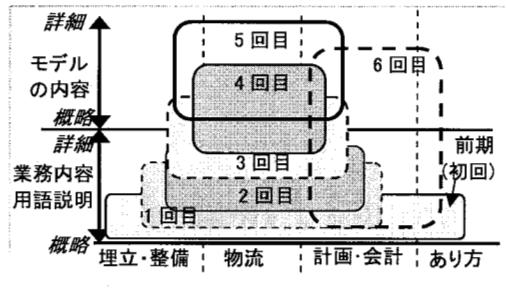 詳細
モデル
の内容
概略
詳細
業務内容
用語説明
概略
5回目
4回目
6回目
3回目
2回目
1回目
前期
(初回)
埋立・整備
物流
計画・会計
あり方